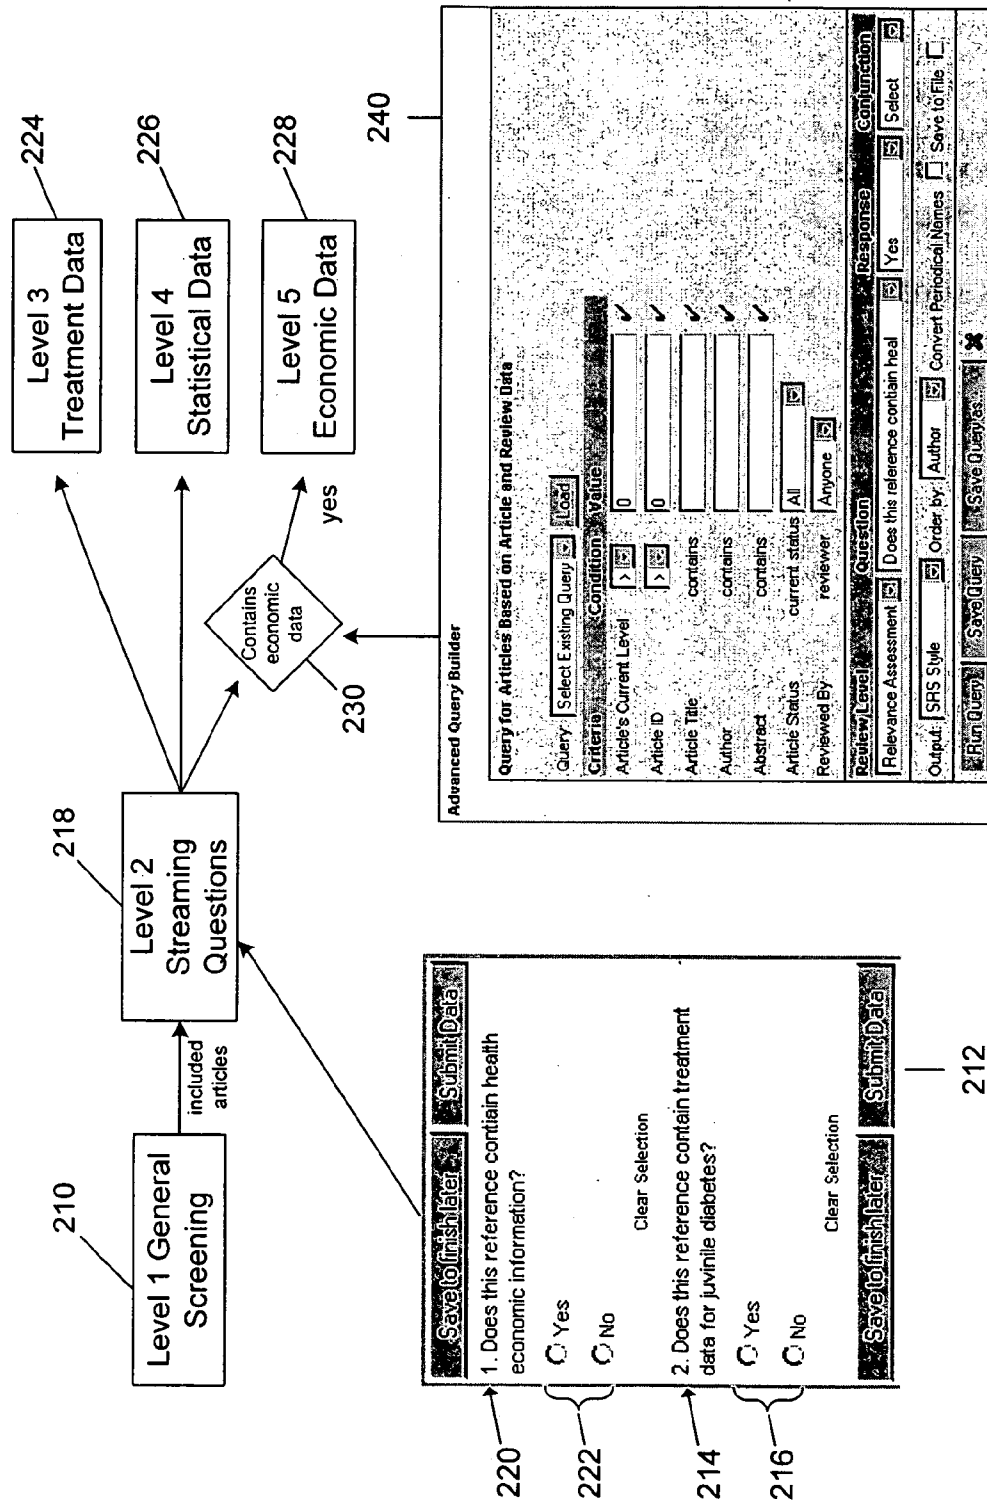 210
Level 1 General
Screening
included
articles
218
Level 2
Streaming
Questions
Level 3
Treatment Data
224
Level 4
Statistical Data
226
Level 5
Economic Data
228
Contains
economic
data
yes
230
240
Save to finish later
Submit Data
220
1. Does this reference contiain health
economic information?
222
Yes
No
Clear Selection
214
2. Does this reference contain treatment
data for juvinile diabetes?
216
Yes
No
Clear Selection
Save to finish later
Submit Data
212
Advanced Query Builder
Query for Articles Based on Article and Review Data
Query: Select Existing Query Load
Criteria Condition Value
Article's Current Level > 0
Article ID > 0
Article Title contains
Author contains
Abstract contains
Article Status current status All
Reviewed By reviewer Anyone
Review Level Question Response Conjunction
Relevance Assessment Does this reference contiain heal Yes Select
Output: SRS Style Order by: Author Convert Periodical Names Save to File
Run Query Save Query Save Query as...